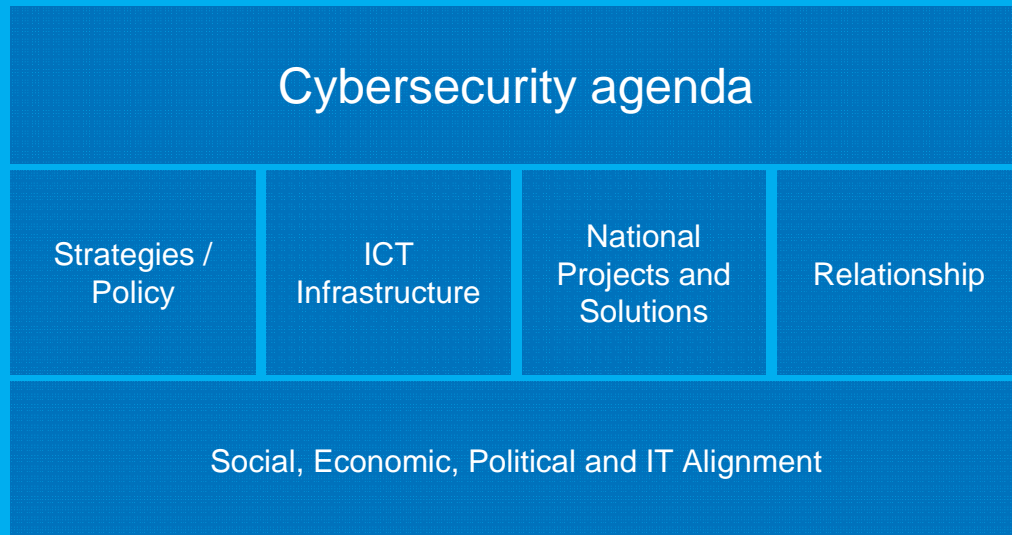 Cybersecurity agenda
Strategies /
Policy
ICT
Infrastructure
National
Projects and
Solutions
Relationship
Social, Economic, Political and IT Alignment